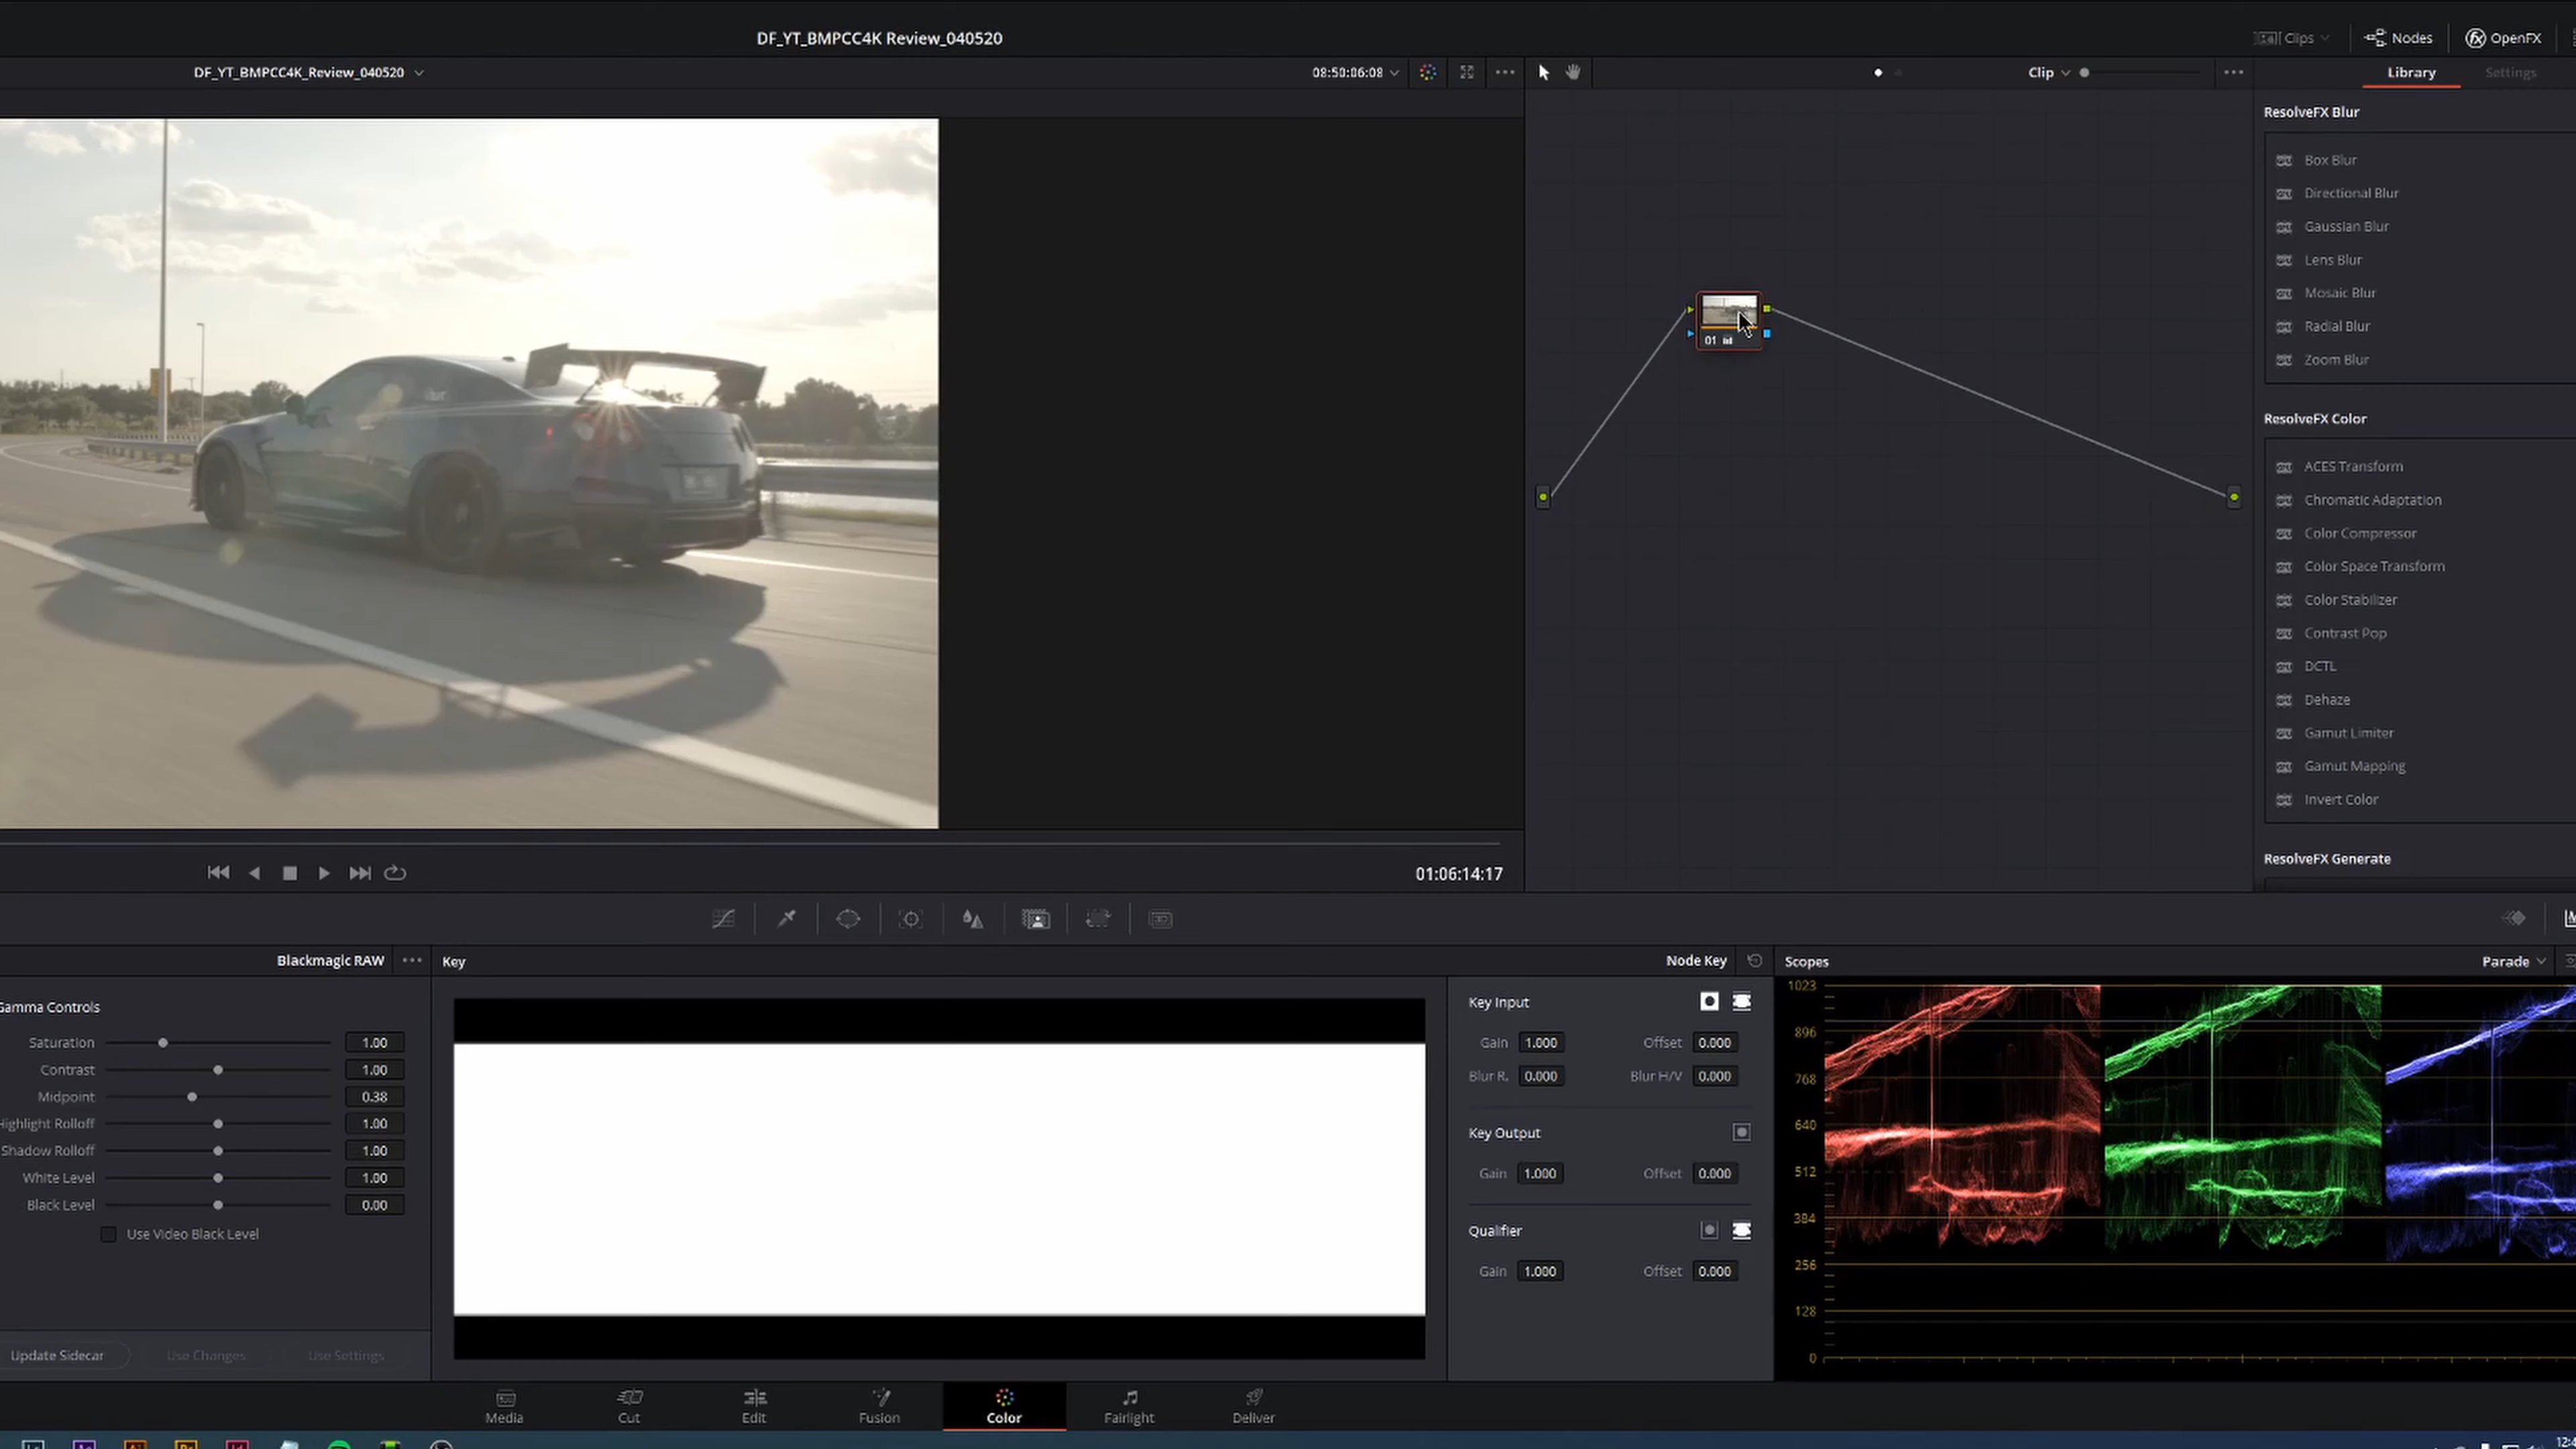 DF_YT_BMPCC4K Review_040520
Clips
Nodes
OpenFX
DF_YT_BMPCC4K_Review_040520
08:50:06:08
Clip
Library
Settings
ResolveFX Blur
Box Blur
Directional Blur
Gaussian Blur
Lens Blur
Mosaic Blur
Radial Blur
Zoom Blur
01
ResolveFX Color
ACES Transform
Chromatic Adaptation
Color Compressor
Color Space Transform
Color Stabilizer
Contrast Pop
DCTL
Dehaze
Gamut Limiter
Gamut Mapping
Invert Color
ResolveFX Generate
01:06:14:17
Blackmagic RAW
Key
Node Key
Scopes
Parade
Gamma Controls
Saturation 1.00
Contrast 1.00
Midpoint 0.38
Highlight Rolloff 1.00
Shadow Rolloff 1.00
White Level 1.00
Black Level 0.00
Use Video Black Level
Update Sidecar
Use Changes
Use Settings
Key Input
Gain 1.000 Offset 0.000
Blur R. 0.000 Blur H/V 0.000
Key Output
Gain 1.000 Offset 0.000
Qualifier
Gain 1.000 Offset 0.000
1023
896
768
640
512
384
256
128
0
Media
Cut
Edit
Fusion
Color
Fairlight
Deliver